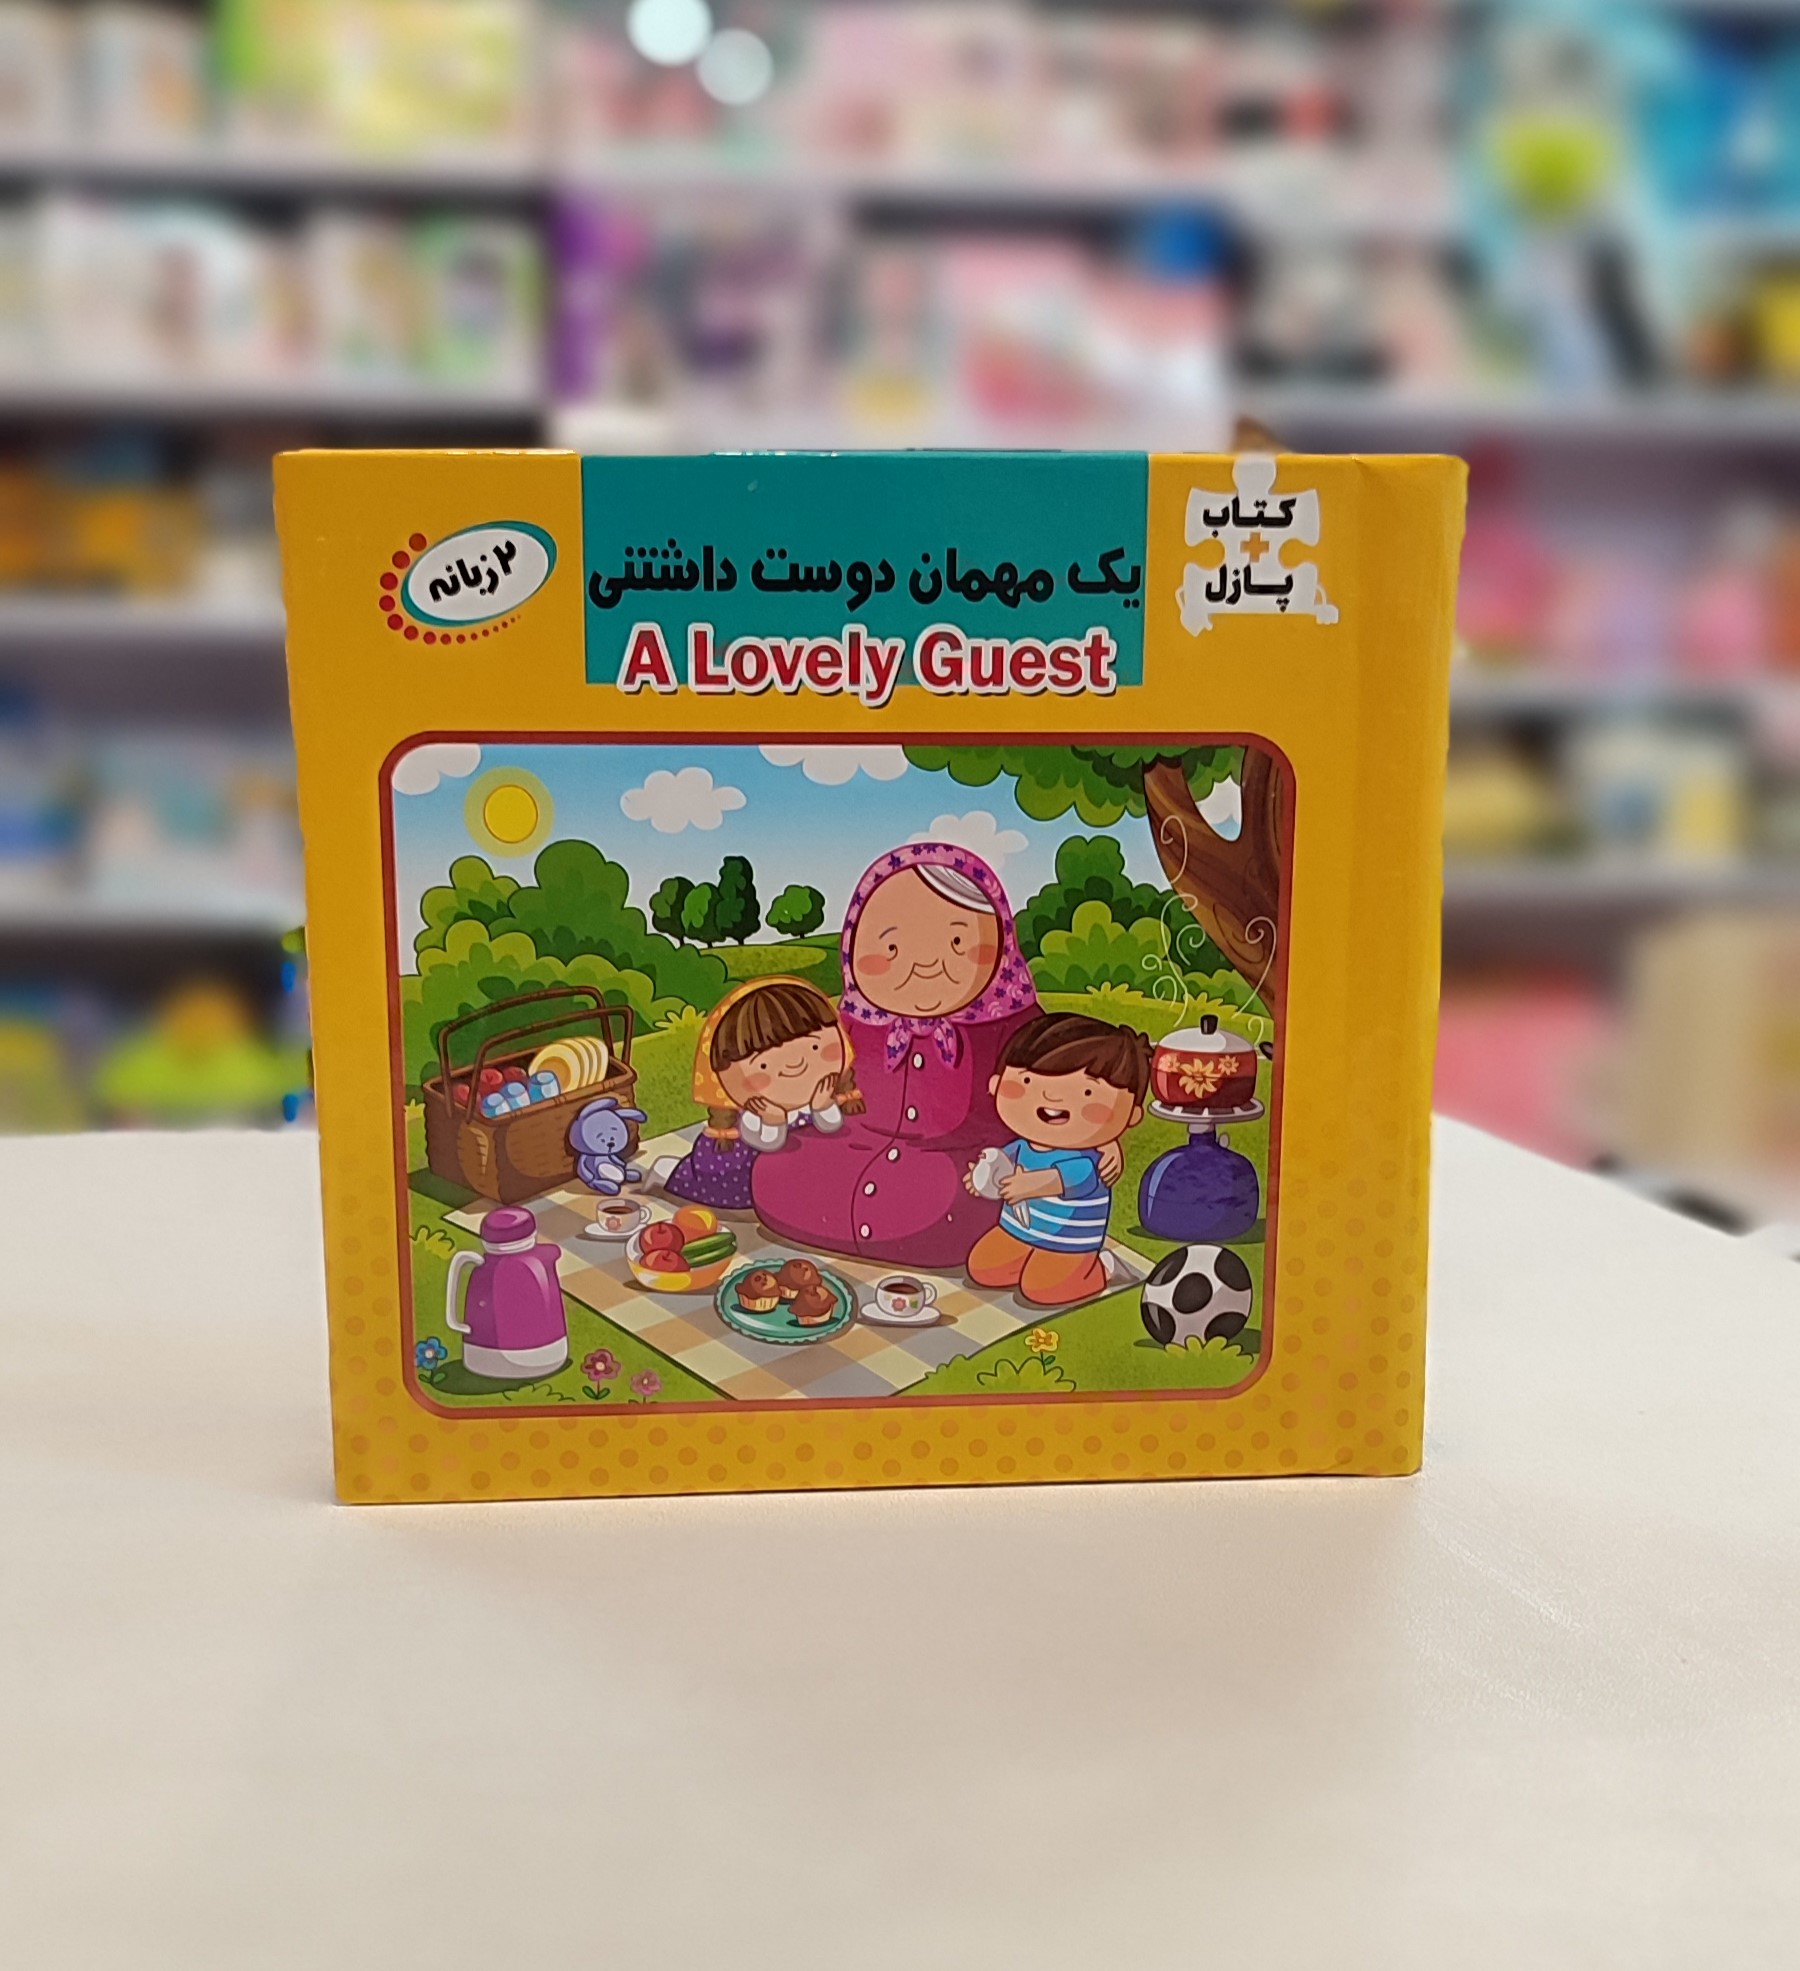 کتاب
+
پازل
یک مهمان دوست داشتنی
A Lovely Guest
۲ زبانه